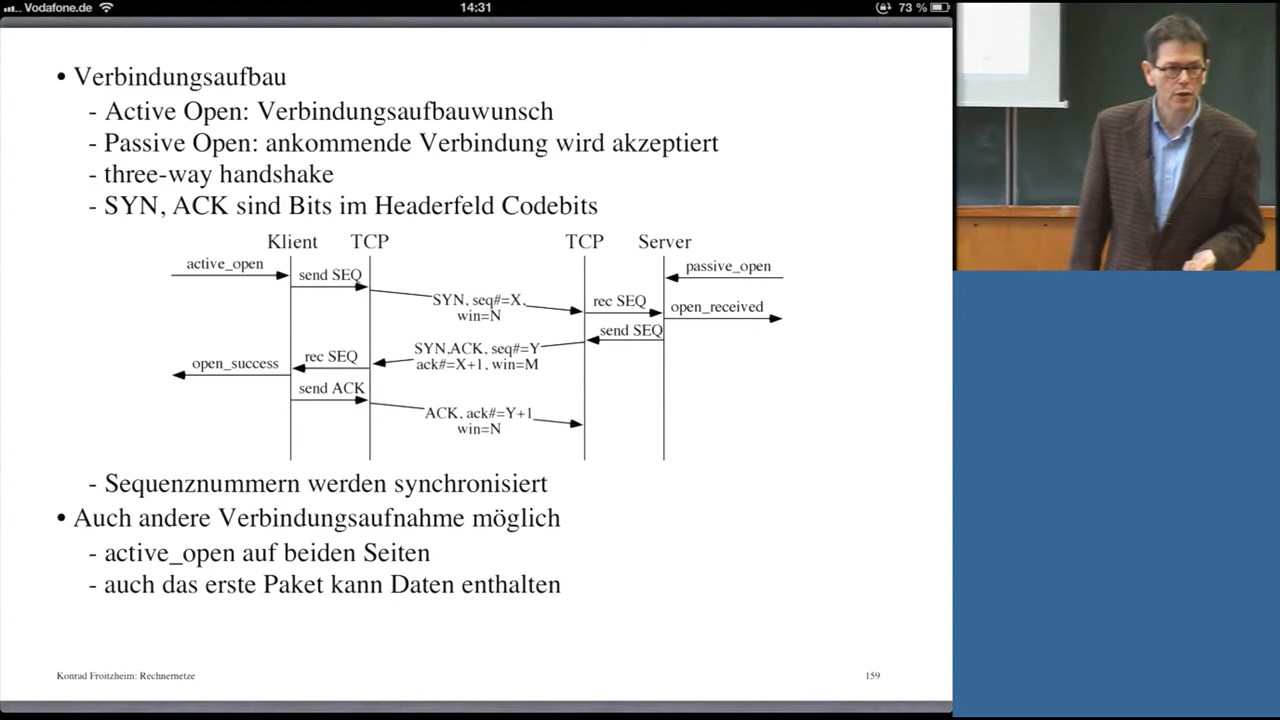 Vodafone.de
14:31
73 %
• Verbindungsaufbau
- Active Open: Verbindungsaufbauwunsch
- Passive Open: ankommende Verbindung wird akzeptiert
- three-way handshake
- SYN, ACK sind Bits im Headerfeld Codebits
Klient TCP TCP Server
active_open
send SEQ
SYN, seq#=X,
win=N
rec SEQ
passive_open
open_received
send SEQ
SYN,ACK, seq#=Y
ack#=X+1, win=M
rec SEQ
open_success
send ACK
ACK, ack#=Y+1
win=N
- Sequenznummern werden synchronisiert
• Auch andere Verbindungsaufnahme möglich
- active_open auf beiden Seiten
- auch das erste Paket kann Daten enthalten
Konrad Froitzheim: Rechnernetze
159